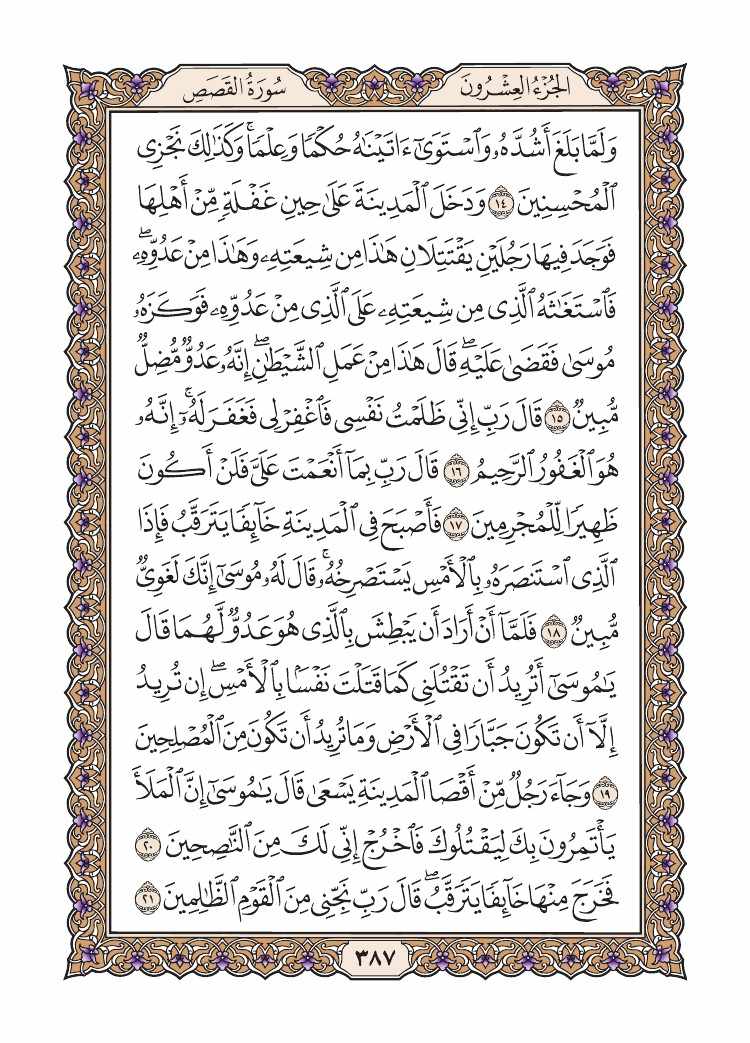 الجُزْءُ العِشْرُونَ
سُورَةُ القَصَصِ
وَلَمَّا بَلَغَ أَشُدَّهُۥ وَٱسْتَوَىٰٓ ءَاتَيْنَٰهُ حُكْمًا وَعِلْمًاۚ وَكَذَٰلِكَ نَجْزِى
ٱلْمُحْسِنِينَ ١٤ وَدَخَلَ ٱلْمَدِينَةَ عَلَىٰ حِينِ غَفْلَةٍ مِّنْ أَهْلِهَا
فَوَجَدَ فِيهَا رَجُلَيْنِ يَقْتَتِلَانِ هَٰذَا مِن شِيعَتِهِۦ وَهَٰذَا مِنْ عَدُوِّهِۦۖ
فَٱسْتَغَٰثَهُ ٱلَّذِى مِن شِيعَتِهِۦ عَلَى ٱلَّذِى مِنْ عَدُوِّهِۦ فَوَكَزَهُۥ
مُوسَىٰ فَقَضَىٰ عَلَيْهِۖ قَالَ هَٰذَا مِنْ عَمَلِ ٱلشَّيْطَٰنِۖ إِنَّهُۥ عَدُوٌّ مُّضِلٌّ
مُّبِينٌ ١٥ قَالَ رَبِّ إِنِّى ظَلَمْتُ نَفْسِى فَٱغْفِرْ لِى فَغَفَرَ لَهُۥٓۚ إِنَّهُۥ
هُوَ ٱلْغَفُورُ ٱلرَّحِيمُ ١٦ قَالَ رَبِّ بِمَآ أَنْعَمْتَ عَلَىَّ فَلَنْ أَكُونَ
ظَهِيرًا لِّلْمُجْرِمِينَ ١٧ فَأَصْبَحَ فِى ٱلْمَدِينَةِ خَآئِفًا يَتَرَقَّبُ فَإِذَا
ٱلَّذِى ٱسْتَنصَرَهُۥ بِٱلْأَمْسِ يَسْتَصْرِخُهُۥۚ قَالَ لَهُۥ مُوسَىٰٓ إِنَّكَ لَغَوِىٌّ
مُّبِينٌ ١٨ فَلَمَّآ أَنْ أَرَادَ أَن يَبْطِشَ بِٱلَّذِى هُوَ عَدُوٌّ لَّهُمَا قَالَ
يَٰمُوسَىٰٓ أَتُرِيدُ أَن تَقْتُلَنِى كَمَا قَتَلْتَ نَفْسًۢا بِٱلْأَمْسِۖ إِن تُرِيدُ
إِلَّآ أَن تَكُونَ جَبَّارًا فِى ٱلْأَرْضِ وَمَا تُرِيدُ أَن تَكُونَ مِنَ ٱلْمُصْلِحِينَ
١٩ وَجَآءَ رَجُلٌ مِّنْ أَقْصَا ٱلْمَدِينَةِ يَسْعَىٰ قَالَ يَٰمُوسَىٰٓ إِنَّ ٱلْمَلَأَ
يَأْتَمِرُونَ بِكَ لِيَقْتُلُوكَ فَٱخْرُجْ إِنِّى لَكَ مِنَ ٱلنَّٰصِحِينَ ٢٠
فَخَرَجَ مِنْهَا خَآئِفًا يَتَرَقَّبُۖ قَالَ رَبِّ نَجِّنِى مِنَ ٱلْقَوْمِ ٱلظَّٰلِمِينَ ٢١
٣٨٧